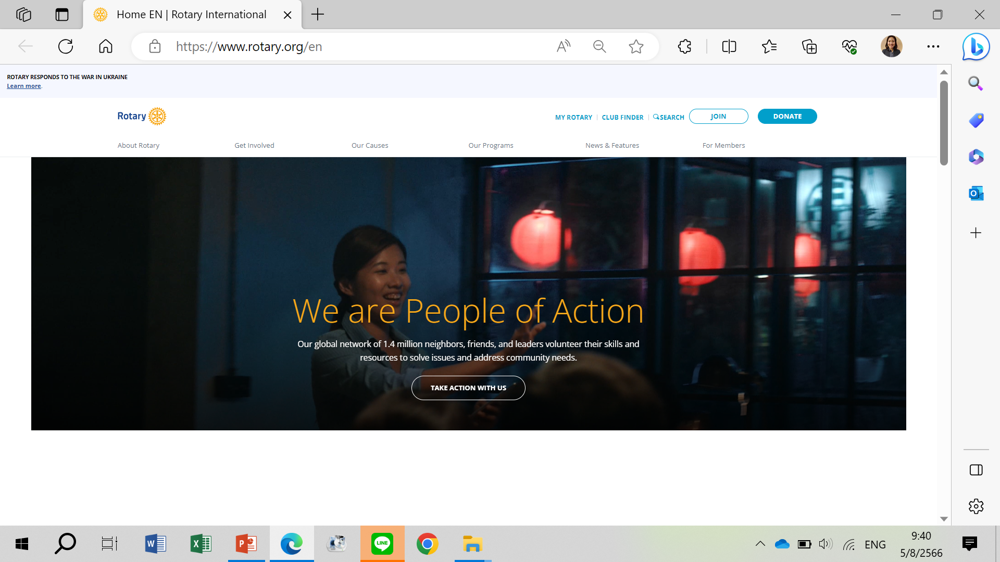 Home EN | Rotary International
https://www.rotary.org/en
ROTARY RESPONDS TO THE WAR IN UKRAINE
Learn more.
Rotary
MY ROTARY | CLUB FINDER | SEARCH JOIN DONATE
About Rotary Get Involved Our Causes Our Programs News & Features For Members
We are People of Action
Our global network of 1.4 million neighbors, friends, and leaders volunteer their skills and
resources to solve issues and address community needs.
TAKE ACTION WITH US
LINE
ENG
9:40
5/8/2566